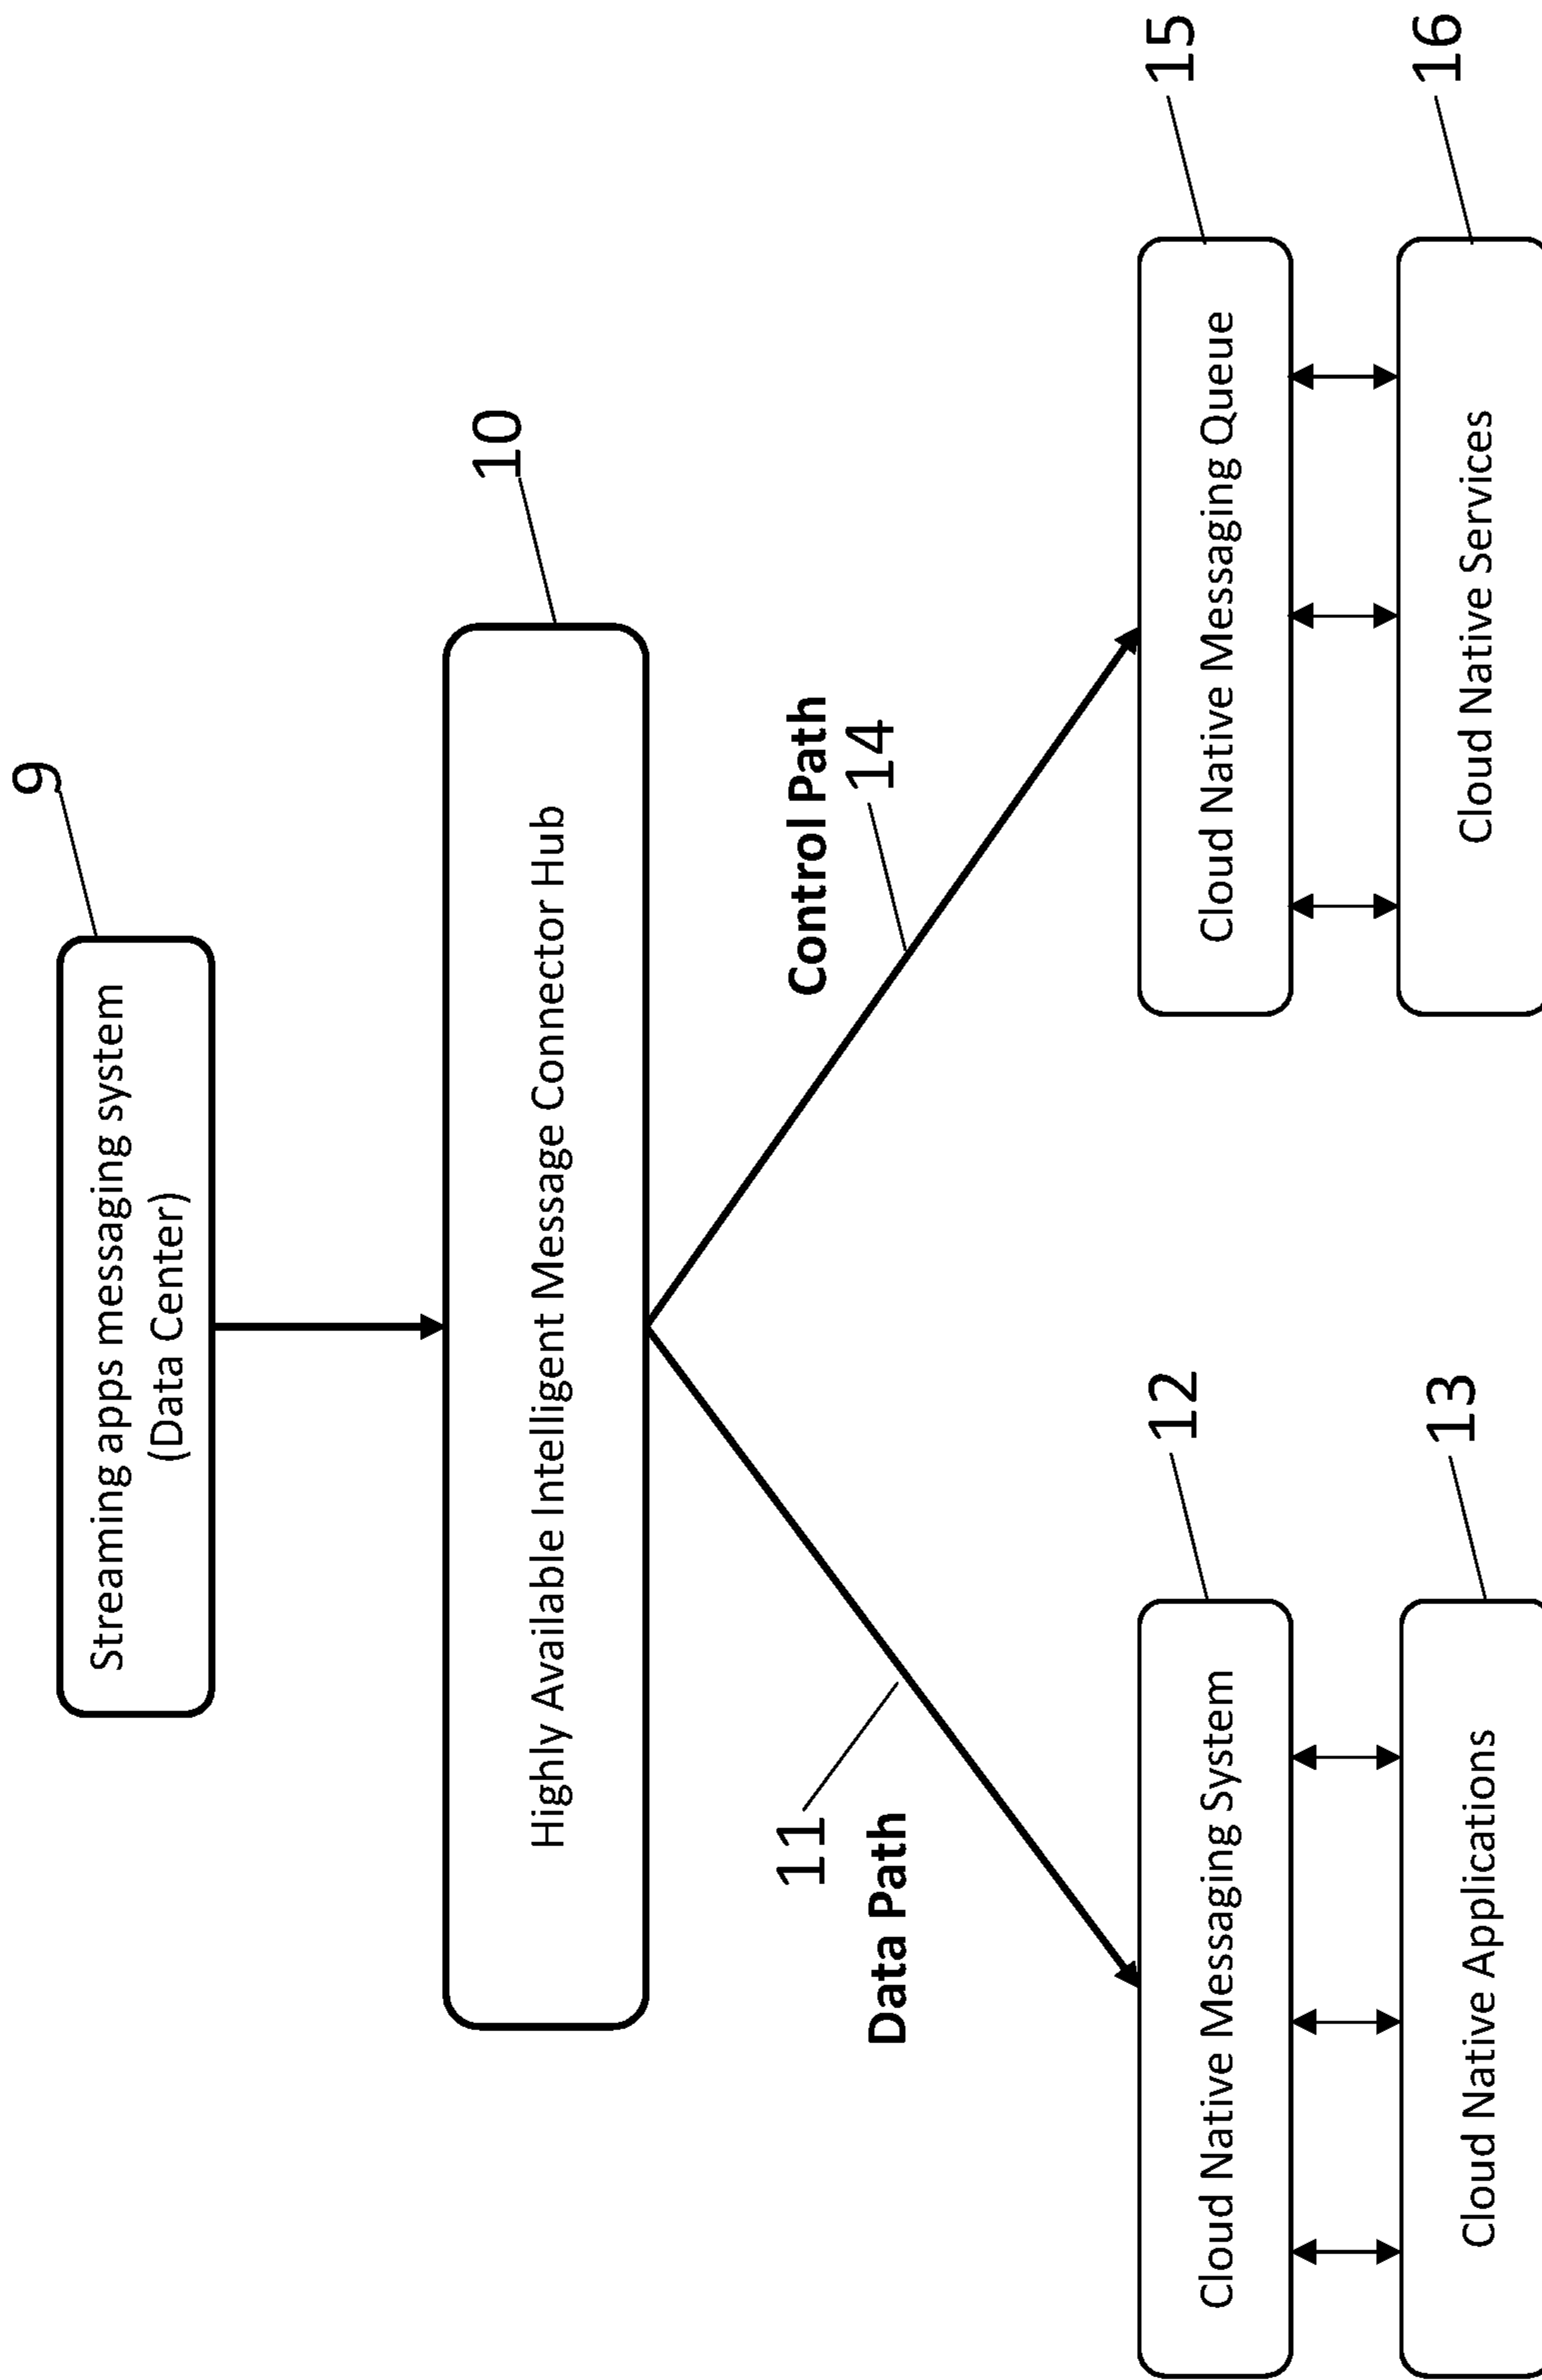 9
Streaming apps messaging system
(Data Center)
10
Highly Available Intelligent Message Connector Hub
11
Data Path
Control Path
14
12
Cloud Native Messaging System
15
Cloud Native Messaging Queue
13
Cloud Native Applications
16
Cloud Native Services